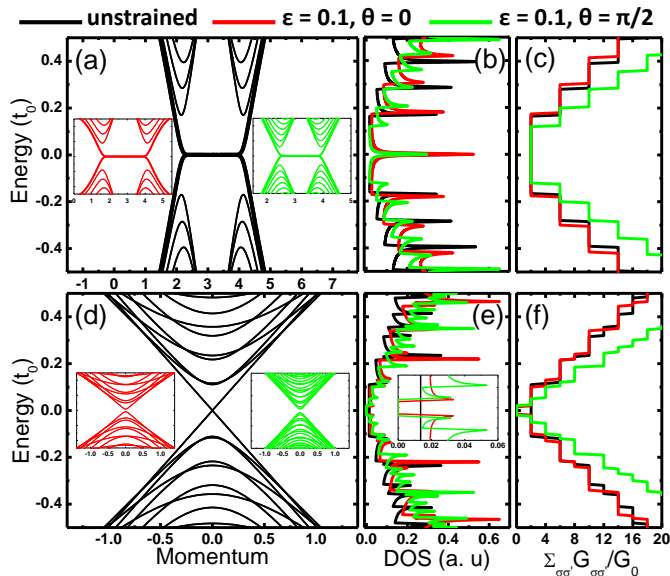 unstrained ε = 0.1, θ = 0 ε = 0.1, θ = π/2
(a) (b) (c)
Energy (t0)
0.4
0.2
0.0
-0.2
-0.4
0 1 2 3 4 5
2 3 4 5
-1 0 1 2 3 4 5 6 7
(d) (e) (f)
Energy (t0)
0.4
0.2
0.0
-0.2
-0.4
-1.0 -0.5 0.0 0.5 1.0
-1.0 -0.5 0.0 0.5 1.0
0.00 0.02 0.04 0.06
-1.0 -0.5 0.0 0.5 1.0
0.0 0.2 0.4 0.6
0 4 8 12 16 20
Momentum
DOS (a. u)
Σσσ'Gσσ'/G0